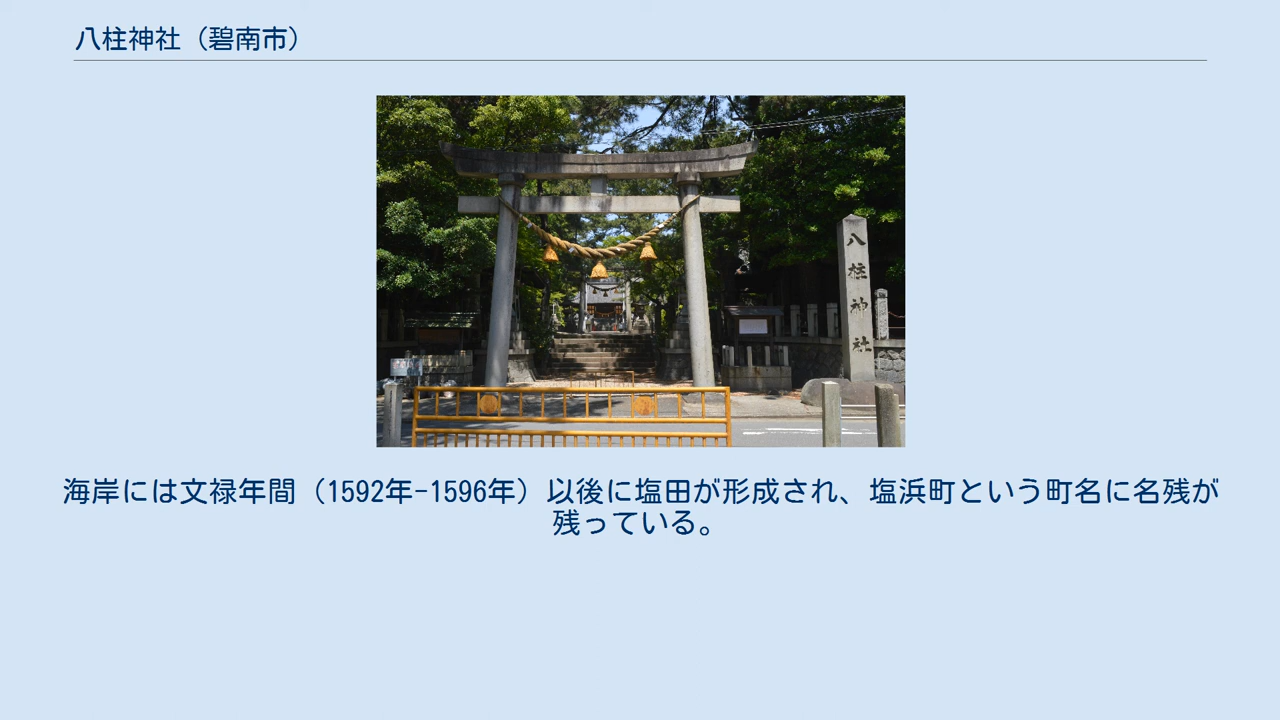 八柱神社（碧南市）
八柱神社
海岸には文禄年間（1592年-1596年）以後に塩田が形成され、塩浜町という町名に名残が
残っている。